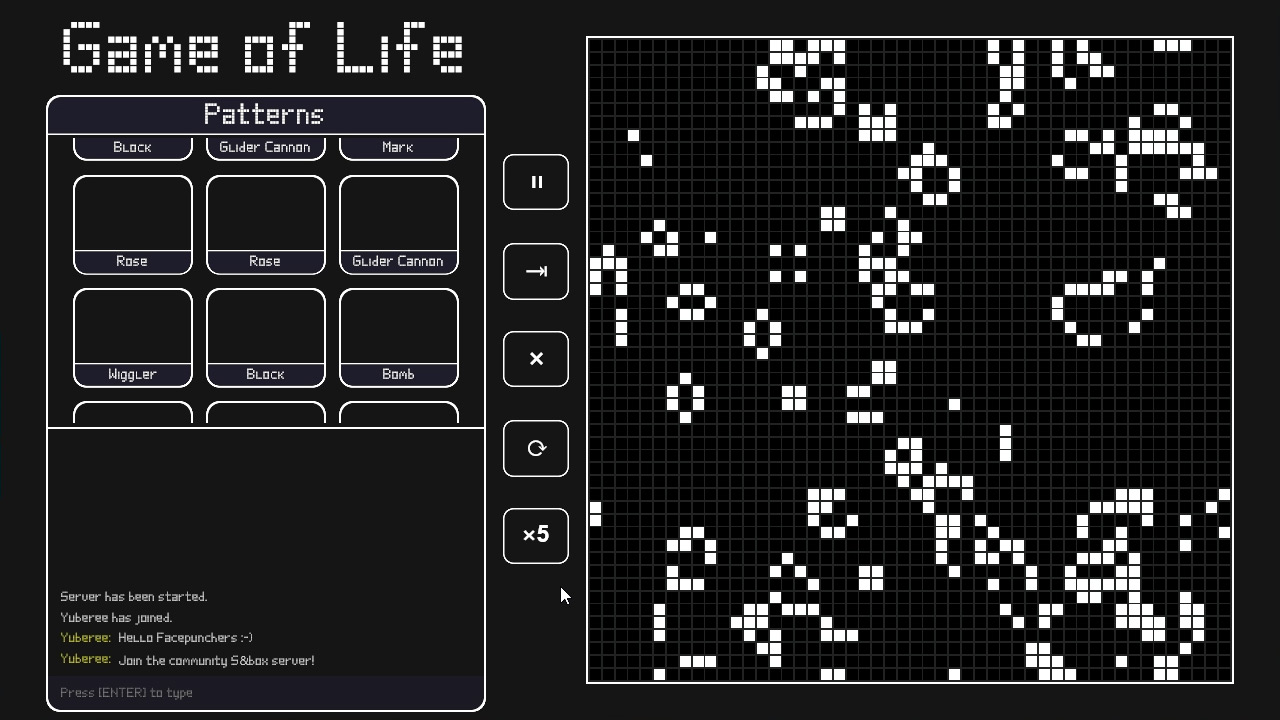 Game of Life
Patterns
Block Glider Cannon Mark
Rose Rose Glider Cannon
Wiggler Block Bomb
×5
Server has been started.
Yuberee has joined.
Yuberee: Hello Facepunchers :-)
Yuberee: Join the community S&box server!
Press [ENTER] to type